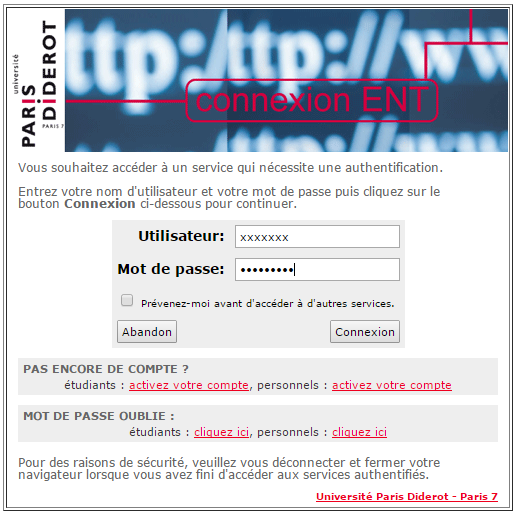 université
PARIS
DIDEROT
PARIS 7
ttp:/ttp://www
connexion ENT
Vous souhaitez accéder à un service qui nécessite une authentification.
Entrez votre nom d'utilisateur et votre mot de passe puis cliquez sur le
bouton Connexion ci-dessous pour continuer.
Utilisateur: xxxxxxx
Mot de passe: •••••••••
Prévenez-moi avant d'accéder à d'autres services.
Abandon Connexion
PAS ENCORE DE COMPTE ?
étudiants : activez votre compte, personnels : activez votre compte
MOT DE PASSE OUBLIE :
étudiants : cliquez ici, personnels : cliquez ici
Pour des raisons de sécurité, veuillez vous déconnecter et fermer votre
navigateur lorsque vous avez fini d'accéder aux services authentifiés.
Université Paris Diderot - Paris 7